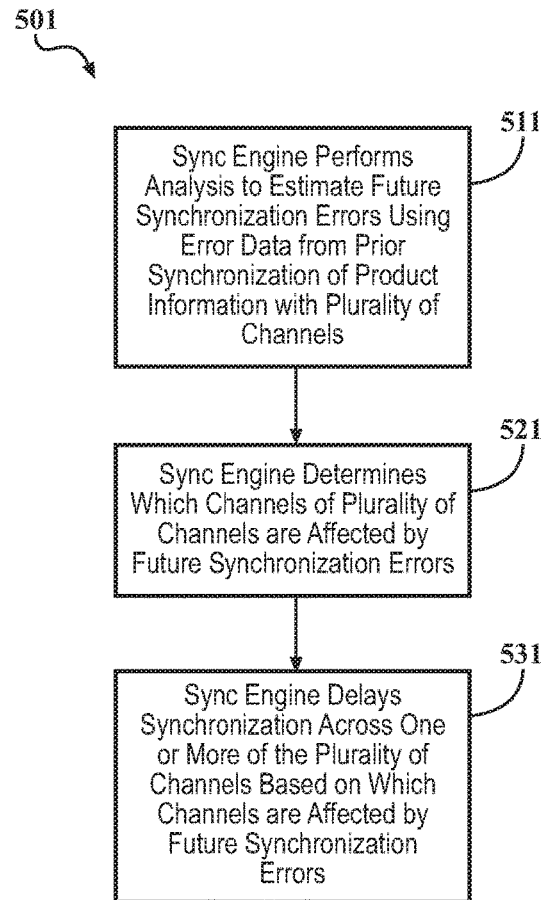 501
511
Sync Engine Performs
Analysis to Estimate Future
Synchronization Errors Using
Error Data from Prior
Synchronization of Product
Information with Plurality of
Channels
521
Sync Engine Determines
Which Channels of Plurality of
Channels are Affected by
Future Synchronization Errors
531
Sync Engine Delays
Synchronization Across One
or More of the Plurality of
Channels Based on Which
Channels are Affected by
Future Synchronization
Errors